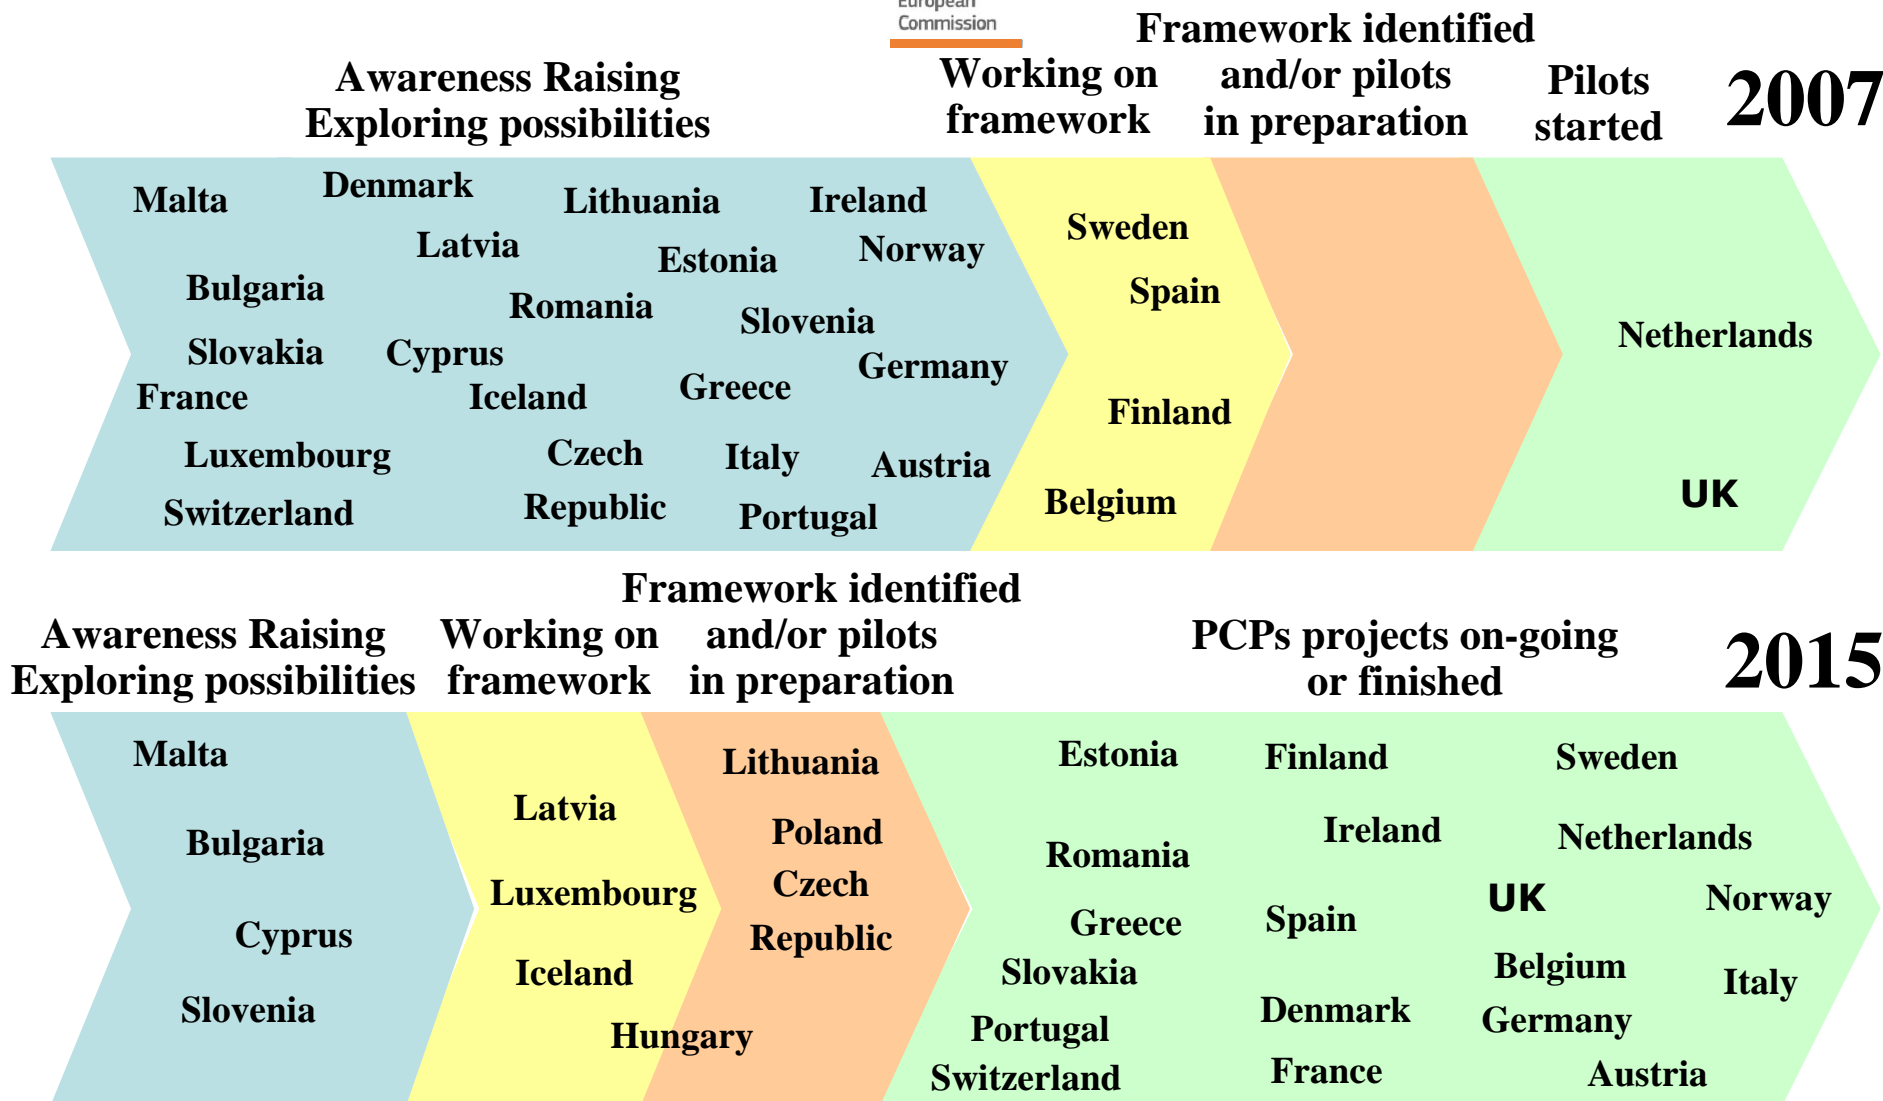 European
Commission
Framework identified
and/or pilots
in preparation
Awareness Raising
Exploring possibilities
Working on
framework
Pilots
started
2007
Malta
Denmark
Lithuania
Ireland
Latvia
Estonia
Norway
Bulgaria
Romania
Slovenia
Slovakia
Cyprus
Germany
France
Iceland
Greece
Luxembourg
Czech
Republic
Italy
Austria
Switzerland
Portugal
Sweden
Spain
Finland
Belgium
Netherlands
UK
Awareness Raising
Exploring possibilities
Working on
framework
Framework identified
and/or pilots
in preparation
PCPs projects on-going
or finished
2015
Malta
Bulgaria
Cyprus
Slovenia
Latvia
Luxembourg
Iceland
Hungary
Lithuania
Poland
Czech
Republic
Estonia
Finland
Sweden
Romania
Ireland
Netherlands
Greece
Spain
UK
Norway
Slovakia
Belgium
Italy
Portugal
Denmark
Germany
Switzerland
France
Austria